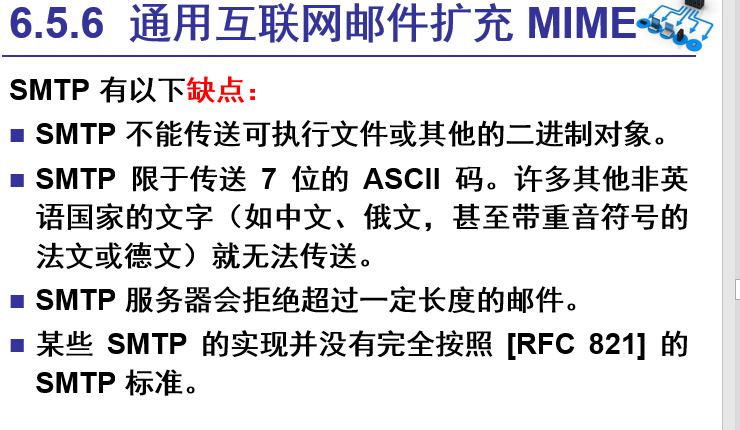 6.5.6 通用互联网邮件扩充 MIME
SMTP 有以下缺点：
■ SMTP 不能传送可执行文件或其他的二进制对象。
■ SMTP 限于传送 7 位的 ASCII 码。许多其他非英
语国家的文字（如中文、俄文，甚至带重音符号的
法文或德文）就无法传送。
■ SMTP 服务器会拒绝超过一定长度的邮件。
■ 某些 SMTP 的实现并没有完全按照 [RFC 821] 的
SMTP 标准。